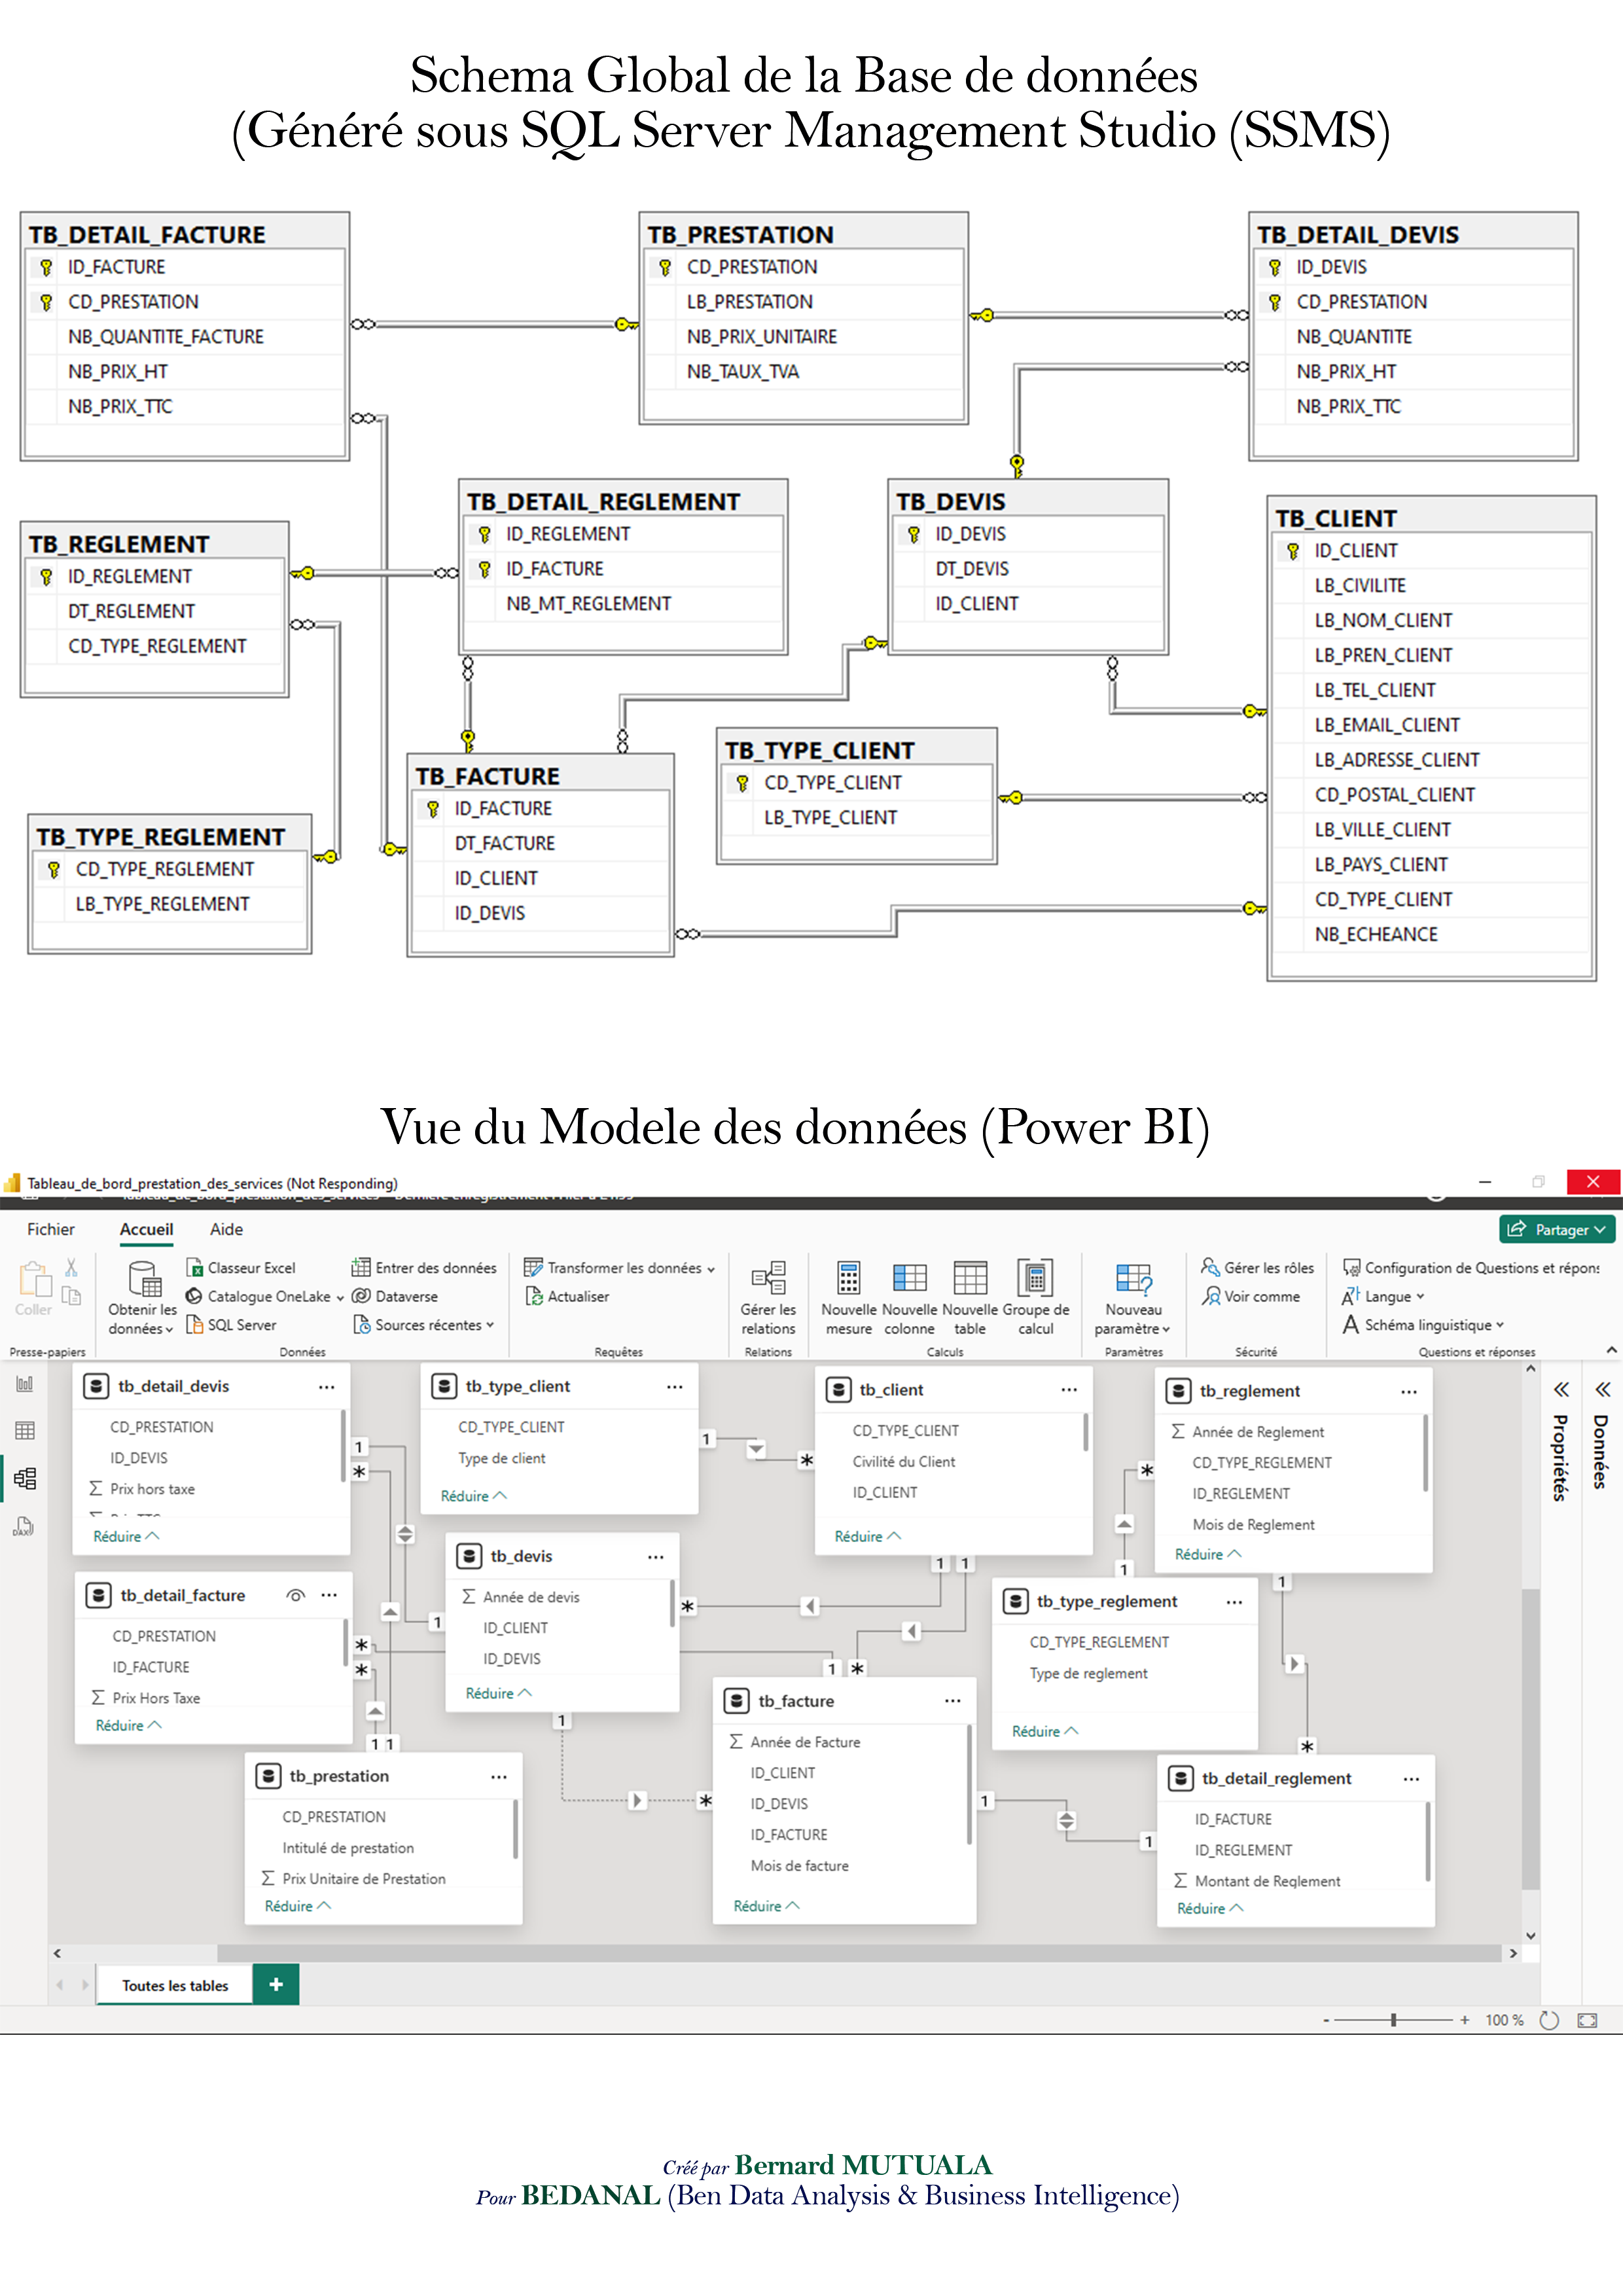 Schema Global de la Base de données
(Généré sous SQL Server Management Studio (SSMS)
TB_DETAIL_FACTURE
ID_FACTURE
CD_PRESTATION
NB_QUANTITE_FACTURE
NB_PRIX_HT
NB_PRIX_TTC
TB_PRESTATION
CD_PRESTATION
LB_PRESTATION
NB_PRIX_UNITAIRE
NB_TAUX_TVA
TB_DETAIL_DEVIS
ID_DEVIS
CD_PRESTATION
NB_QUANTITE
NB_PRIX_HT
NB_PRIX_TTC
TB_REGLEMENT
ID_REGLEMENT
DT_REGLEMENT
CD_TYPE_REGLEMENT
TB_DETAIL_REGLEMENT
ID_REGLEMENT
ID_FACTURE
NB_MT_REGLEMENT
TB_DEVIS
ID_DEVIS
DT_DEVIS
ID_CLIENT
TB_CLIENT
ID_CLIENT
LB_CIVILITE
LB_NOM_CLIENT
LB_PREN_CLIENT
LB_TEL_CLIENT
LB_EMAIL_CLIENT
LB_ADRESSE_CLIENT
CD_POSTAL_CLIENT
LB_VILLE_CLIENT
LB_PAYS_CLIENT
CD_TYPE_CLIENT
NB_ECHEANCE
TB_TYPE_REGLEMENT
CD_TYPE_REGLEMENT
LB_TYPE_REGLEMENT
TB_FACTURE
ID_FACTURE
DT_FACTURE
ID_CLIENT
ID_DEVIS
TB_TYPE_CLIENT
CD_TYPE_CLIENT
LB_TYPE_CLIENT
Vue du Modele des données (Power BI)
Tableau_de_bord_prestation_des_services (Not Responding)
Fichier Accueil Aide Partager
Coller
Presse-papiers
Obtenir les données
Classeur Excel
Catalogue OneLake
SQL Server
Entrer des données
Dataverse
Sources récentes
Données
Transformer les données
Actualiser
Requêtes
Gérer les relations
Relations
Nouvelle mesure
Nouvelle colonne
Nouvelle table
Groupe de calcul
Calculs
Nouveau paramètre
Paramètres
Gérer les rôles
Voir comme
Sécurité
Configuration de Questions et répons
Langue
Schéma linguistique
Questions et réponses
tb_detail_devis
CD_PRESTATION
ID_DEVIS
Σ Prix hors taxe
Réduire
tb_type_client
CD_TYPE_CLIENT
Type de client
Réduire
tb_client
CD_TYPE_CLIENT
Civilité du Client
ID_CLIENT
Réduire
tb_reglement
Σ Année de Reglement
CD_TYPE_REGLEMENT
ID_REGLEMENT
Mois de Reglement
Réduire
tb_devis
Σ Année de devis
ID_CLIENT
ID_DEVIS
Réduire
tb_detail_facture
CD_PRESTATION
ID_FACTURE
Σ Prix Hors Taxe
Réduire
tb_type_reglement
CD_TYPE_REGLEMENT
Type de reglement
Réduire
tb_facture
Σ Année de Facture
ID_CLIENT
ID_DEVIS
ID_FACTURE
Mois de facture
Réduire
tb_prestation
CD_PRESTATION
Intitulé de prestation
Σ Prix Unitaire de Prestation
Réduire
tb_detail_reglement
ID_FACTURE
ID_REGLEMENT
Σ Montant de Reglement
Réduire
Propriétés
Données
Toutes les tables +
- + 100 %
Créé par Bernard MUTUALA
Pour BEDANAL (Ben Data Analysis & Business Intelligence)